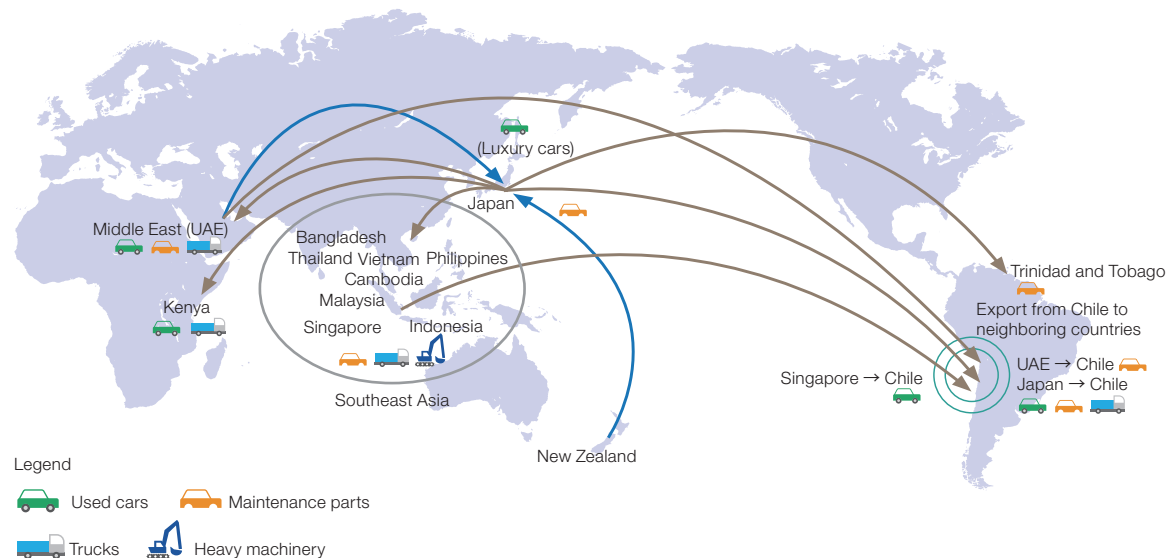 (Luxury cars)
Japan
Middle East (UAE)
Bangladesh
Thailand Vietnam Philippines
Cambodia
Malaysia
Kenya
Singapore Indonesia
Southeast Asia
New Zealand
Trinidad and Tobago
Export from Chile to
neighboring countries
UAE → Chile
Japan → Chile
Singapore → Chile
Legend
Used cars
Maintenance parts
Trucks
Heavy machinery